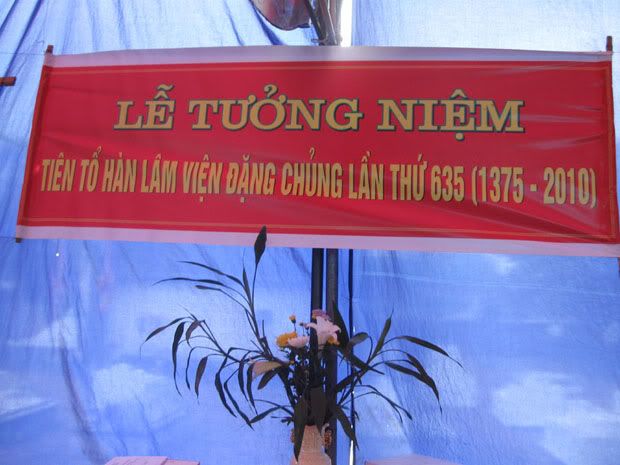 LỄ TƯỞNG NIỆM
TIÊN TỔ HÀN LÂM VIỆN ĐẶNG CHỦNG LẦN THỨ 635 (1375 - 2010)